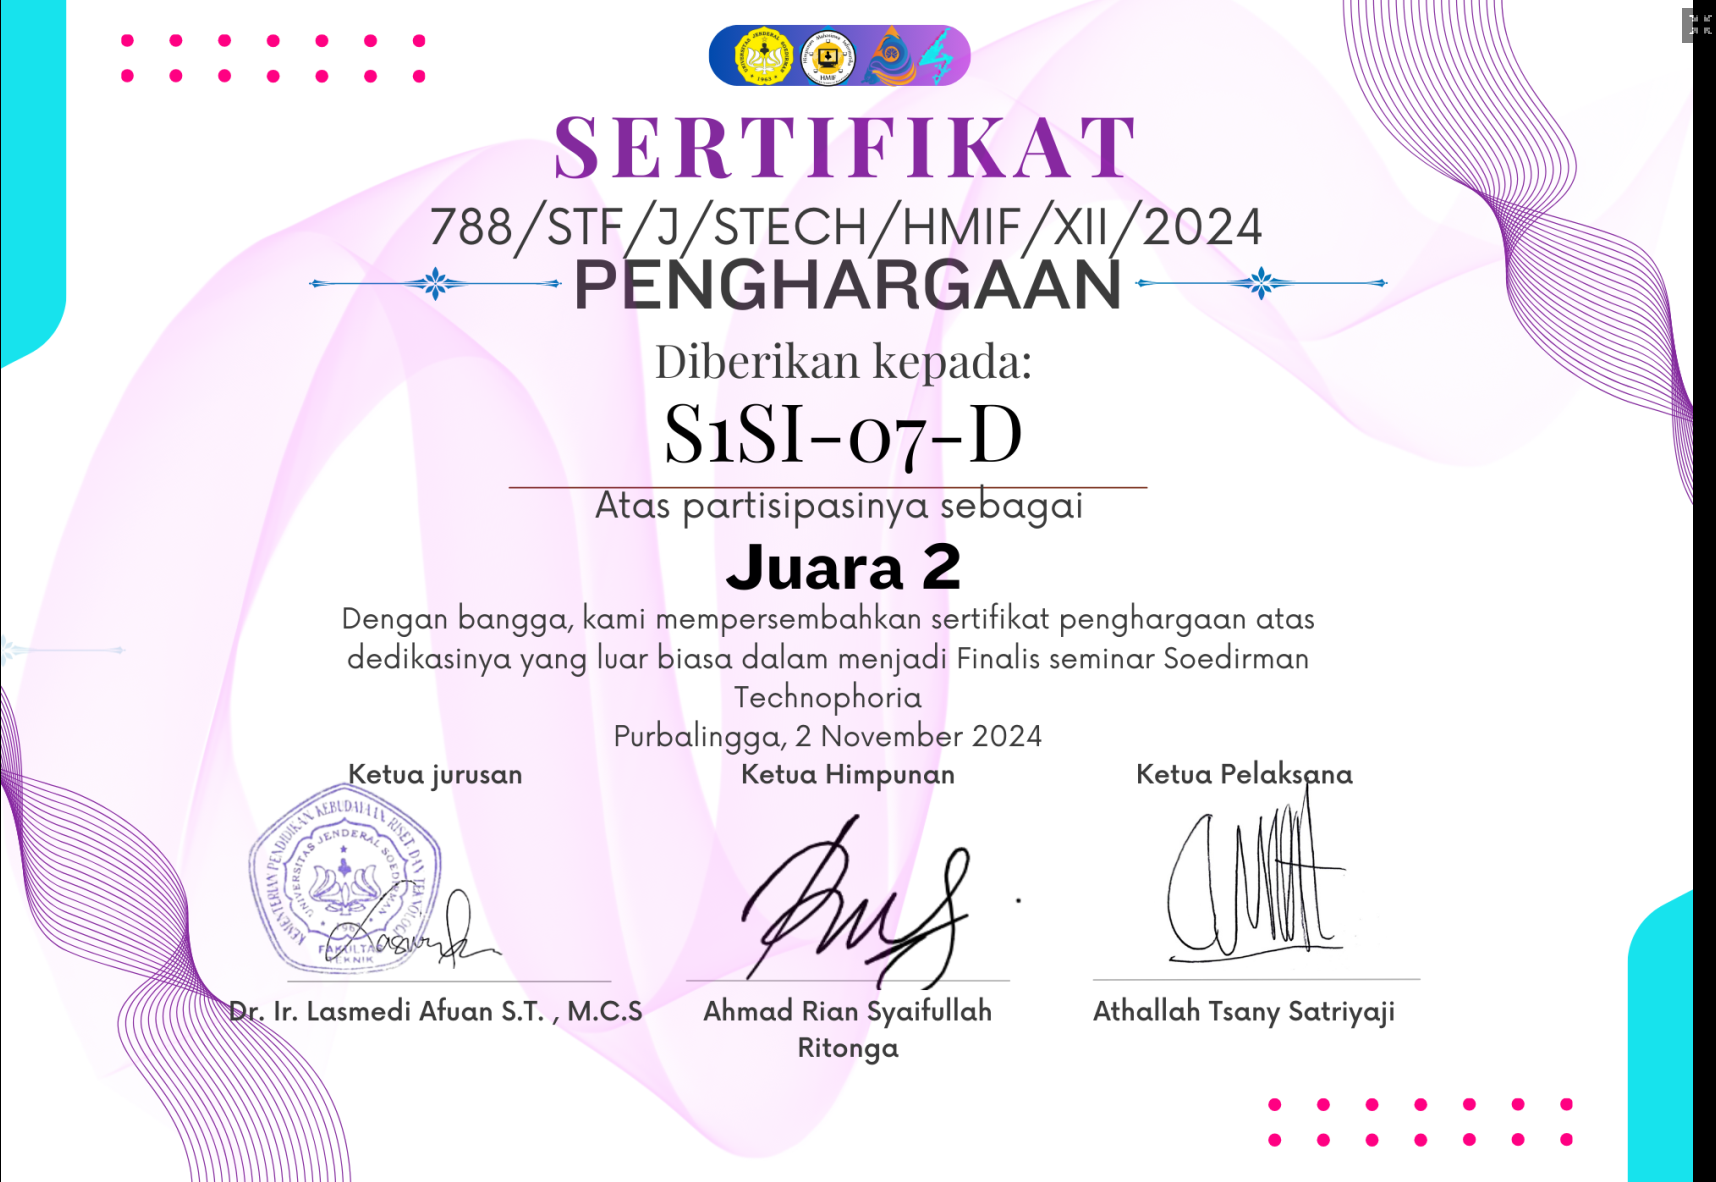 SERTIFIKAT
788/STF/J/STECH/HMIF/XII/2024
PENGHARGAAN
Diberikan kepada:
S1SI-07-D
Atas partisipasinya sebagai
Juara 2
Dengan bangga, kami mempersembahkan sertifikat penghargaan atas
dedikasinya yang luar biasa dalam menjadi Finalis seminar Soedirman
Technophoria
Purbalingga, 2 November 2024
Ketua jurusan
Ketua Himpunan
Ketua Pelaksana
KEMENTERIAN PENDIDIKAN, KEBUDAYAAN, RISET, DAN TEKNOLOGI
UNIVERSITAS JENDERAL SOEDIRMAN
FAKULTAS
TEKNIK
Dr. Ir. Lasmedi Afuan S.T. , M.C.S
Ahmad Rian Syaifullah
Ritonga
Athallah Tsany Satriyaji